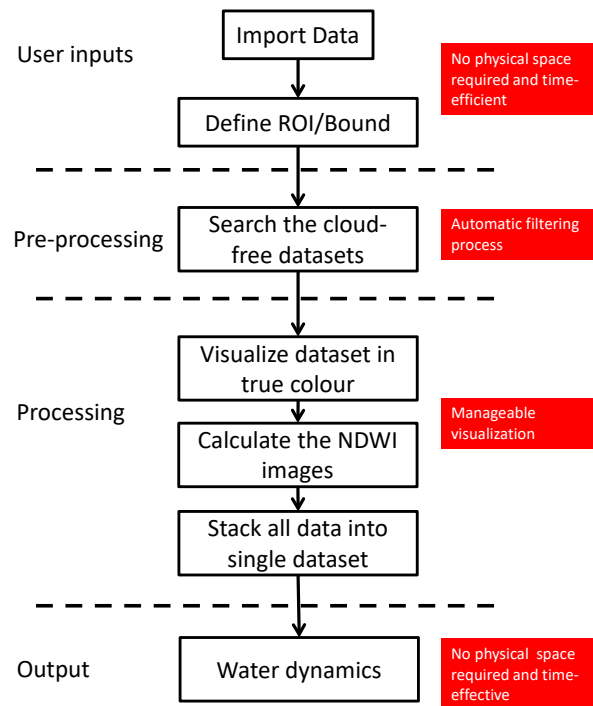 Import Data
User inputs
No physical space
required and time-
efficient
Define ROI/Bound
Search the cloud-
free datasets
Pre-processing
Automatic filtering
process
Visualize dataset in
true colour
Processing
Manageable
visualization
Calculate the NDWI
images
Stack all data into
single dataset
Output
Water dynamics
No physical space
required and time-
effective